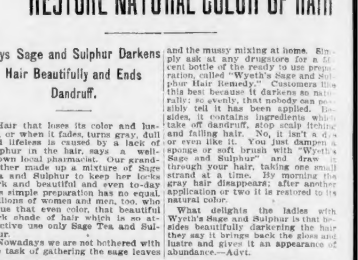 RESTORE NATURAL COLOR OF HAIR
ys Sage and Sulphur Darkens
Hair Beautifully and Ends
Dandruff.
Hair that loses its color and lus-
, or when it fades, turns gray, dull
d lifeless is caused by a lack of
lphur in the hair, says a well-
own local pharmacist. Our grand-
ther made up a mixture of Sage
a and Sulphur to keep her locks
rk and beautiful and even to-day
s simple preparation has no equal.
llions of women and men, too, who
lue that even color, that beautiful
rk shade of hair which is so at-
ctive use only Sage Tea and Sul-
ur.
Nowadays we are not bothered with
task of gathering the sage leaves
and the mussy mixing at home. Sim-
ply ask at any drugstore for a
cent bottle of the ready to use prepa-
ration, called "Wyeth's Sage and Sul-
phur Hair Remedy." Customers like
this best because it darkens so natu-
rally; so evenly, that nobody can pos-
sibly tell it has been applied. Be-
sides, it contains ingredients which
take off dandruff, stop scalp itching
and falling hair. No, it isn't a dye
or even like it. You just dampen a
sponge or soft brush with "Wyeth's
Sage and Sulphur" and draw it
through your hair, taking one small
strand at a time. By morning the
gray hair disappears; after another
application or two it is restored to its
natural color.
What delights the ladies with
Wyeth's Sage and Sulphur is that be-
sides beautifully darkening the hair
they say it brings back the gloss and
lustre and gives it an appearance of
abundance.—Advt.